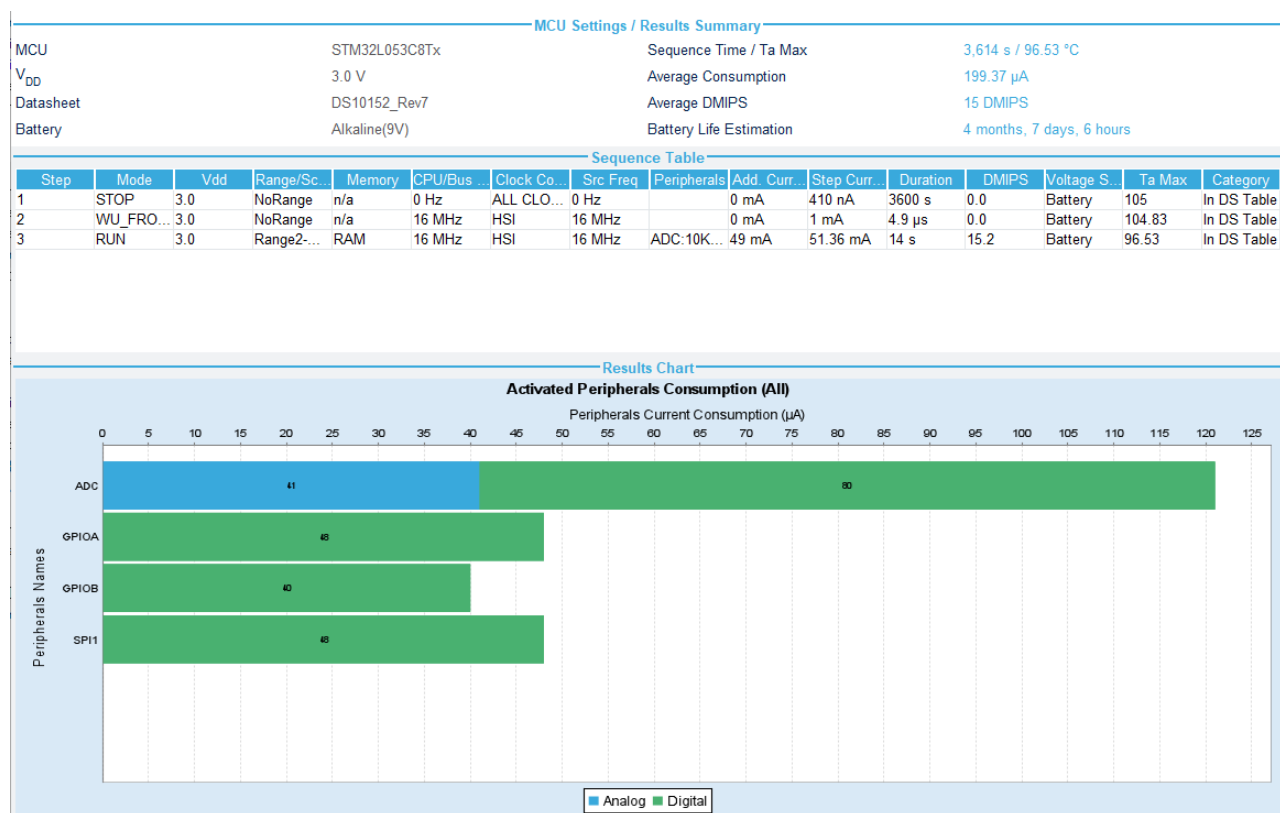 MCU Settings / Results Summary
MCU STM32L053C8Tx Sequence Time / Ta Max 3,614 s / 96.53 °C
VDD 3.0 V Average Consumption 199.37 µA
Datasheet DS10152_Rev7 Average DMIPS 15 DMIPS
Battery Alkaline(9V) Battery Life Estimation 4 months, 7 days, 6 hours
Sequence Table
Step Mode Vdd Range/Sc... Memory CPU/Bus ... Clock Co... Src Freq Peripherals Add. Curr... Step Curr... Duration DMIPS Voltage S... Ta Max Category
1 STOP 3.0 NoRange n/a 0 Hz ALL CLO... 0 Hz 0 mA 410 nA 3600 s 0.0 Battery 105 In DS Table
2 WU_FRO... 3.0 NoRange n/a 16 MHz HSI 16 MHz 0 mA 1 mA 4.9 µs 0.0 Battery 104.83 In DS Table
3 RUN 3.0 Range2-... RAM 16 MHz HSI 16 MHz ADC:10K... 49 mA 51.36 mA 14 s 15.2 Battery 96.53 In DS Table
Results Chart
Activated Peripherals Consumption (All)
Peripherals Current Consumption (µA)
0 5 10 15 20 25 30 35 40 45 50 55 60 65 70 75 80 85 90 95 100 105 110 115 120 125
Peripherals Names
ADC 41 80
GPIOA 48
GPIOB 40
SPI1 48
Analog Digital